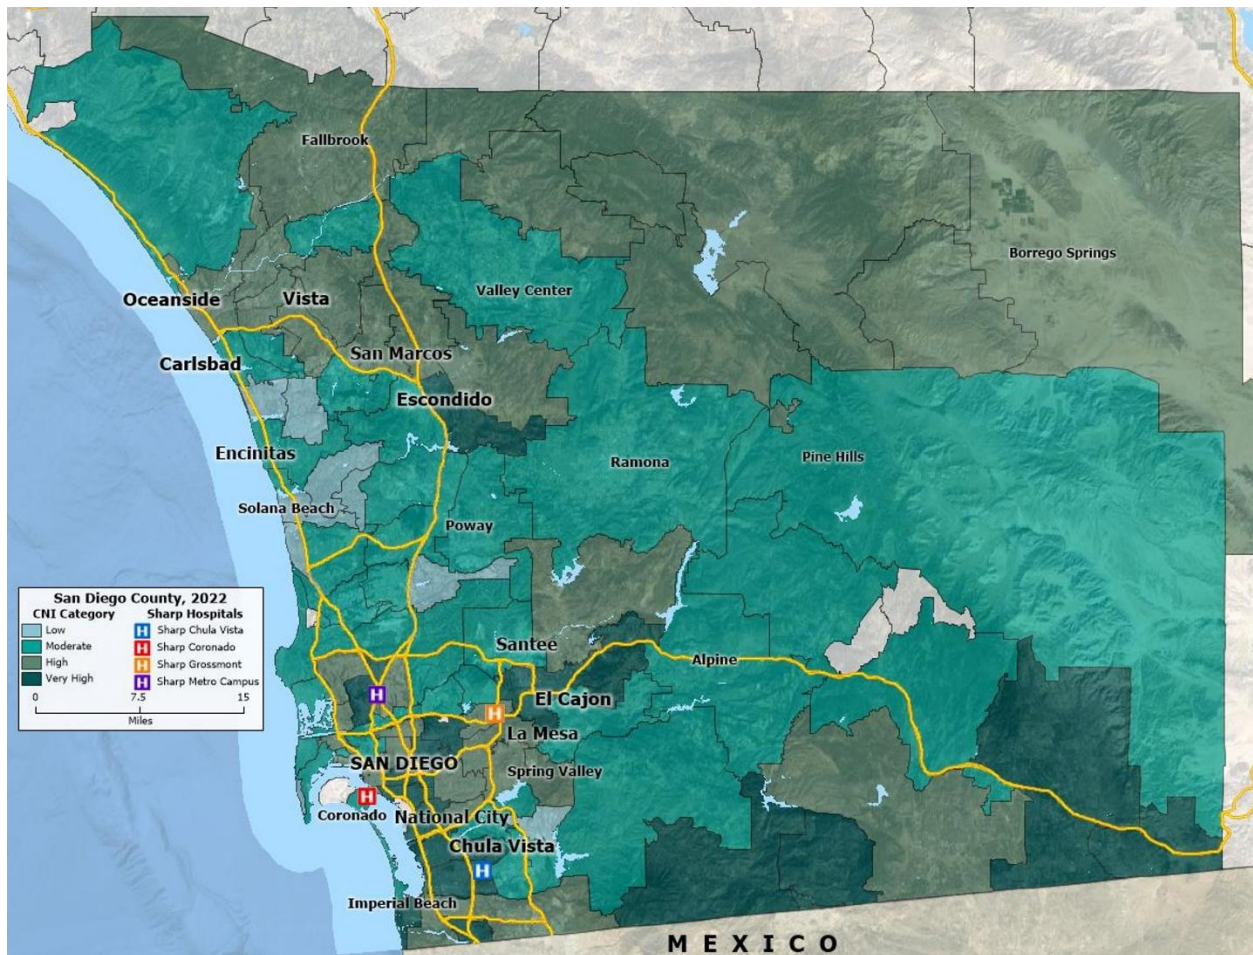 Fallbrook
Borrego Springs
Valley Center
Oceanside
Vista
San Marcos
Carlsbad
Escondido
Encinitas
Ramona
Pine Hills
Solana Beach
Poway
San Diego County, 2022
CNI Category
Sharp Hospitals
Low
Moderate
High
Very High
H Sharp Chula Vista
H Sharp Coronado
H Sharp Grossmont
H Sharp Metro Campus
0 7.5 15
Miles
Santee
Alpine
H
El Cajon
H
La Mesa
SAN DIEGO
Spring Valley
H
Coronado
National City
Chula Vista
H
Imperial Beach
MEXICO